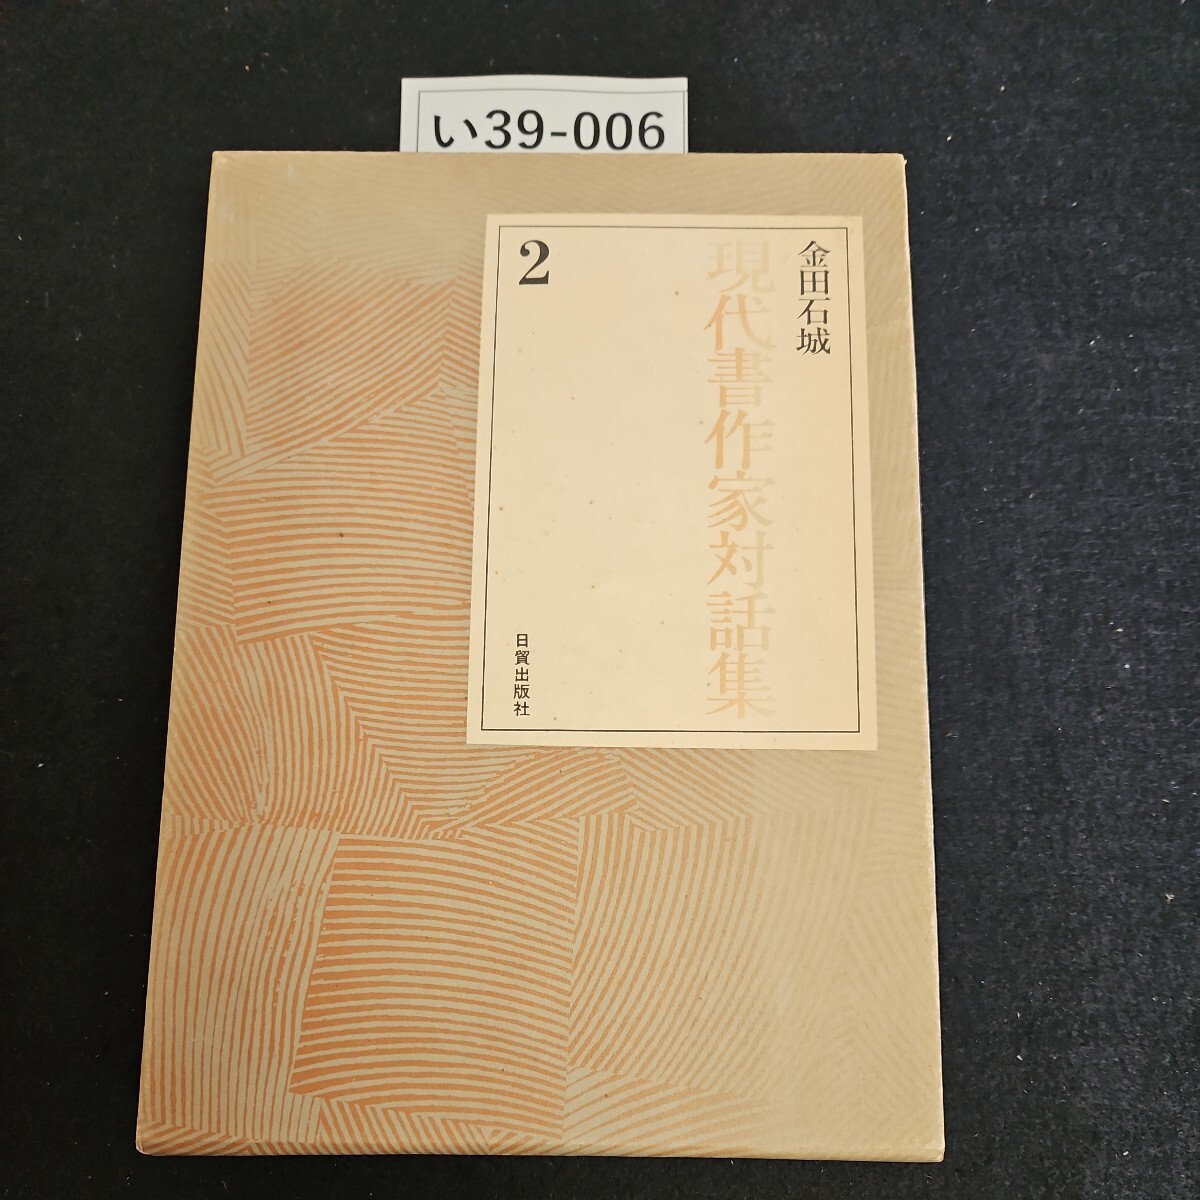 い39-006
金田石城
現代書作家対話集
2
日貿出版社